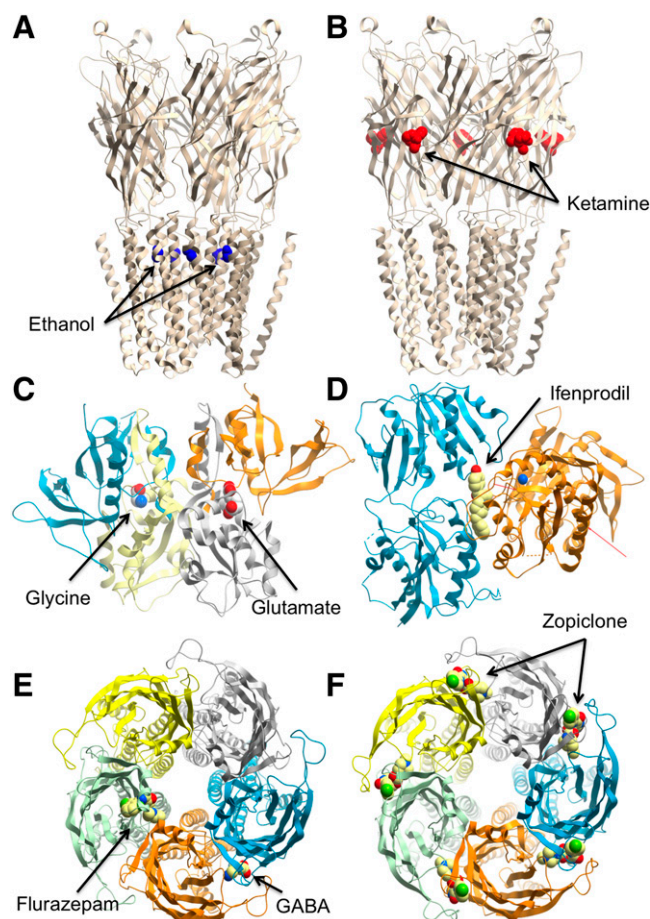 A
B
Ketamine
Ethanol
C
D
Ifenprodil
Glycine
Glutamate
Zopiclone
E
F
Flurazepam
GABA